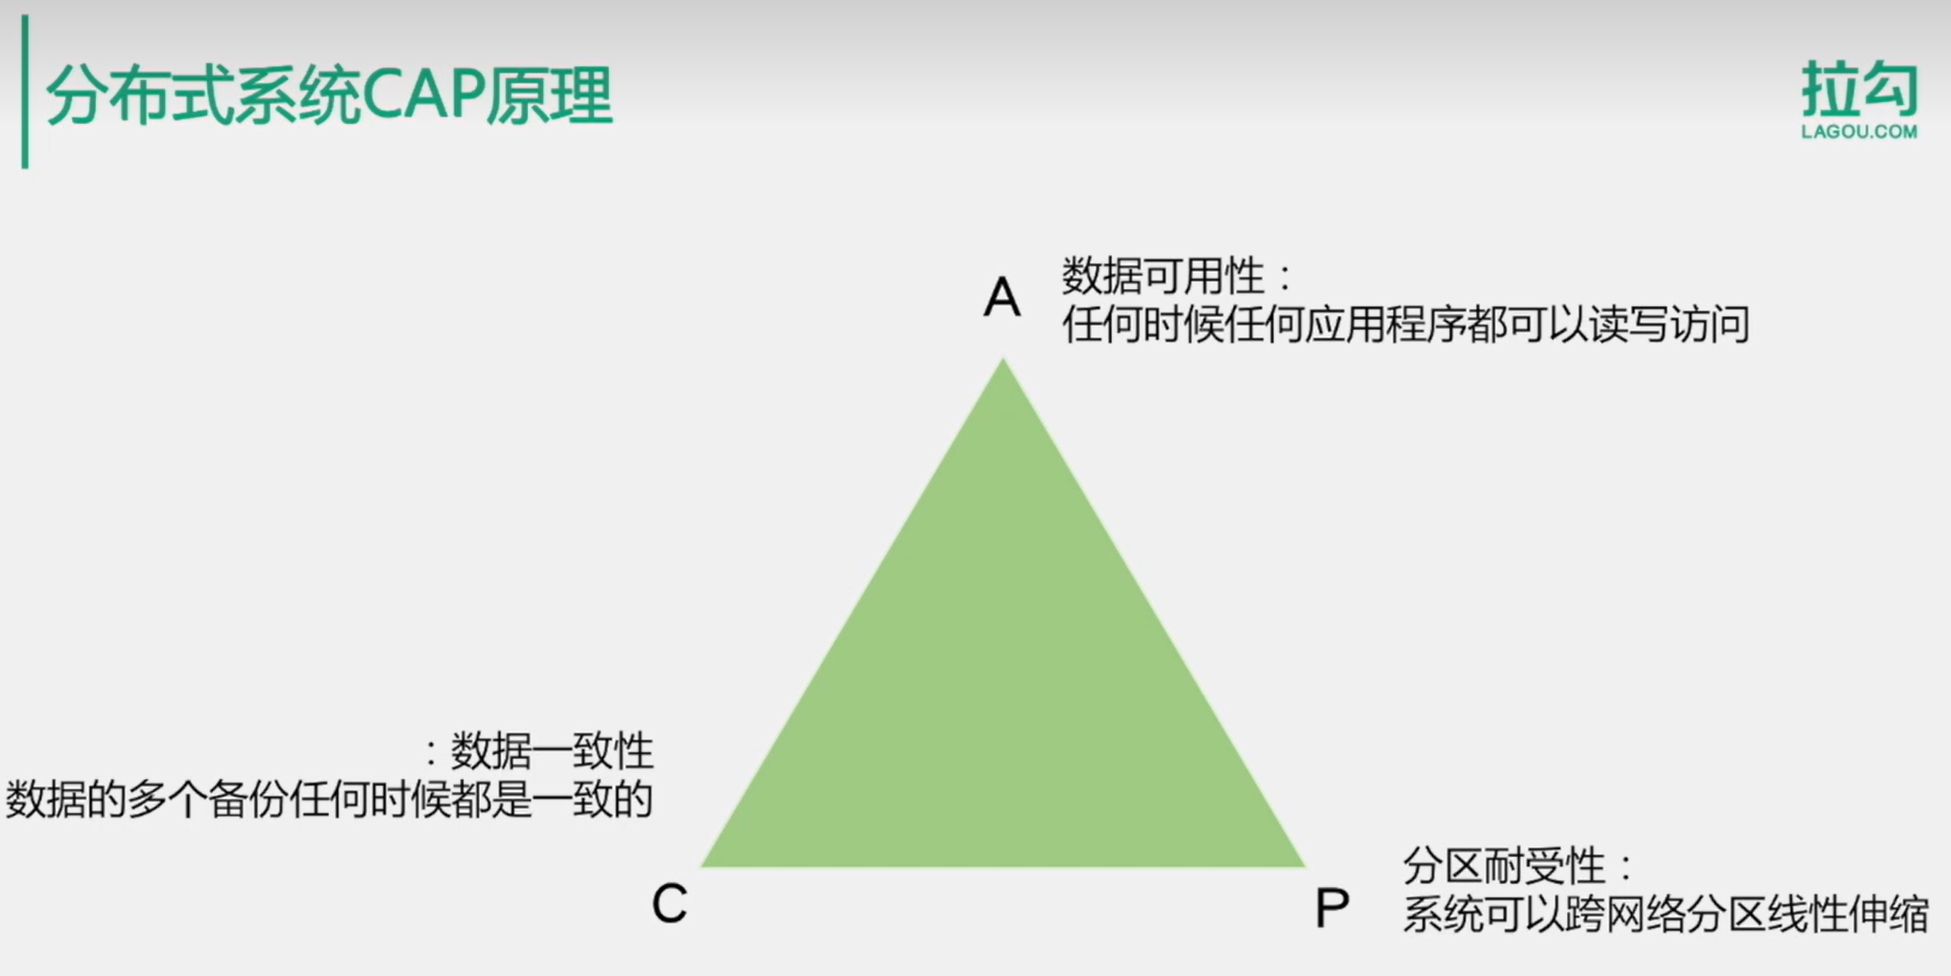 分布式系统CAP原理
拉勾
LAGOU.COM
A
数据可用性：
任何时候任何应用程序都可以读写访问
：数据一致性
数据的多个备份任何时候都是一致的
C
P
分区耐受性：
系统可以跨网络分区线性伸缩